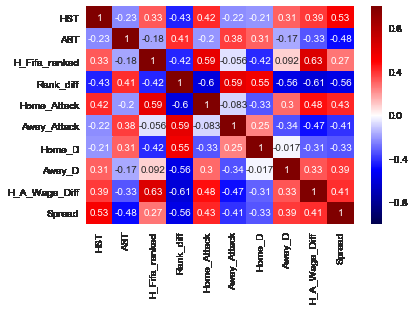 HST 1 -0.23 0.33 -0.43 0.42 -0.22 -0.21 0.31 0.39 0.53
AST -0.23 1 -0.18 0.41 -0.2 0.38 0.31 -0.17 -0.33 -0.48
H_Fifa_ranked 0.33 -0.18 1 -0.42 0.59 -0.056 -0.42 0.092 0.63 0.27
Rank_diff -0.43 0.41 -0.42 1 -0.6 0.59 0.55 -0.56 -0.61 -0.56
Home_Attack 0.42 -0.2 0.59 -0.6 1 -0.083 -0.33 0.3 0.48 0.43
Away_Attack -0.22 0.38 -0.056 0.59 -0.083 1 0.25 -0.34 -0.47 -0.41
Home_D -0.21 0.31 -0.42 0.55 -0.33 0.25 1 -0.017 -0.31 -0.33
Away_D 0.31 -0.17 0.092 -0.56 0.3 -0.34 -0.017 1 0.33 0.39
H_A_Wage_Diff 0.39 -0.33 0.63 -0.61 0.48 -0.47 -0.31 0.33 1 0.41
Spread 0.53 -0.48 0.27 -0.56 0.43 -0.41 -0.33 0.39 0.41 1
HST AST H_Fifa_ranked Rank_diff Home_Attack Away_Attack Home_D Away_D H_A_Wage_Diff Spread
0.8
0.4
0.0
-0.4
-0.8